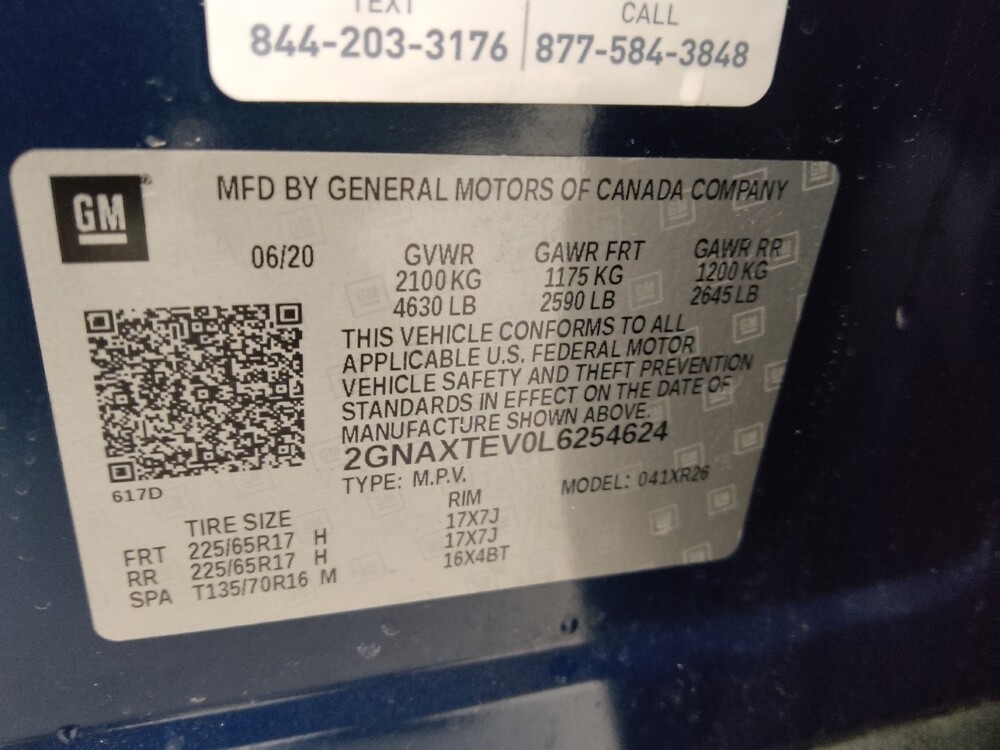 TEXT CALL
844-203-3176 877-584-3848
GM
MFD BY GENERAL MOTORS OF CANADA COMPANY
06/20 GVWR GAWR FRT GAWR RR
2100 KG 1175 KG 1200 KG
4630 LB 2590 LB 2645 LB
THIS VEHICLE CONFORMS TO ALL
APPLICABLE U.S. FEDERAL MOTOR
VEHICLE SAFETY AND THEFT PREVENTION
STANDARDS IN EFFECT ON THE DATE OF
MANUFACTURE SHOWN ABOVE.
2GNAXTEV0L6254624
617D
TYPE: M.P.V. MODEL: 041XR26
TIRE SIZE RIM
FRT 225/65R17 H 17X7J
RR 225/65R17 H 17X7J
SPA T135/70R16 M 16X4BT